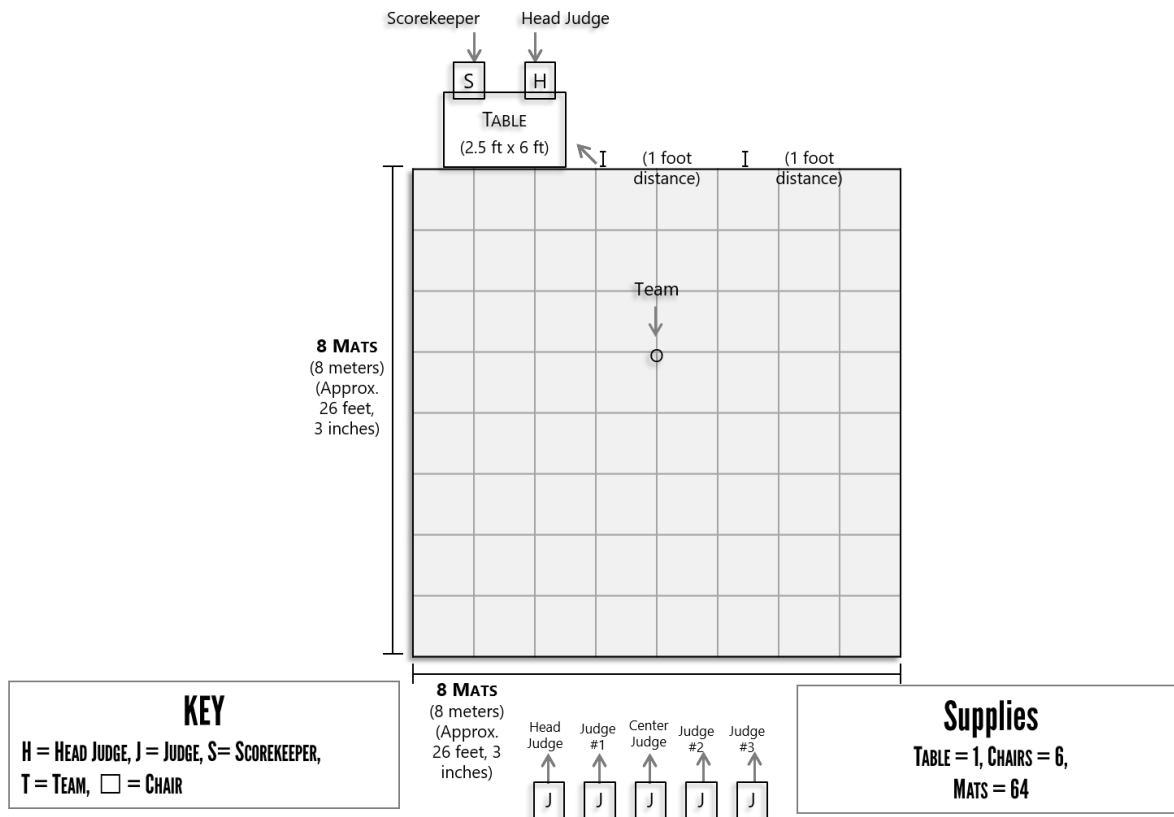 Scorekeeper
Head Judge
S
H
TABLE
(2.5 ft x 6 ft)
(1 foot
distance)
(1 foot
distance)
Team
O
8 MATS
(8 meters)
(Approx.
26 feet,
3 inches)
8 MATS
(8 meters)
(Approx.
26 feet, 3
inches)
Head
Judge
Judge
#1
Center
Judge
Judge
#2
Judge
#3
J
J
J
J
J
KEY
H = HEAD JUDGE, J = JUDGE, S= SCOREKEEPER,
T = TEAM, = CHAIR
Supplies
TABLE = 1, CHAIRS = 6,
MATS = 64